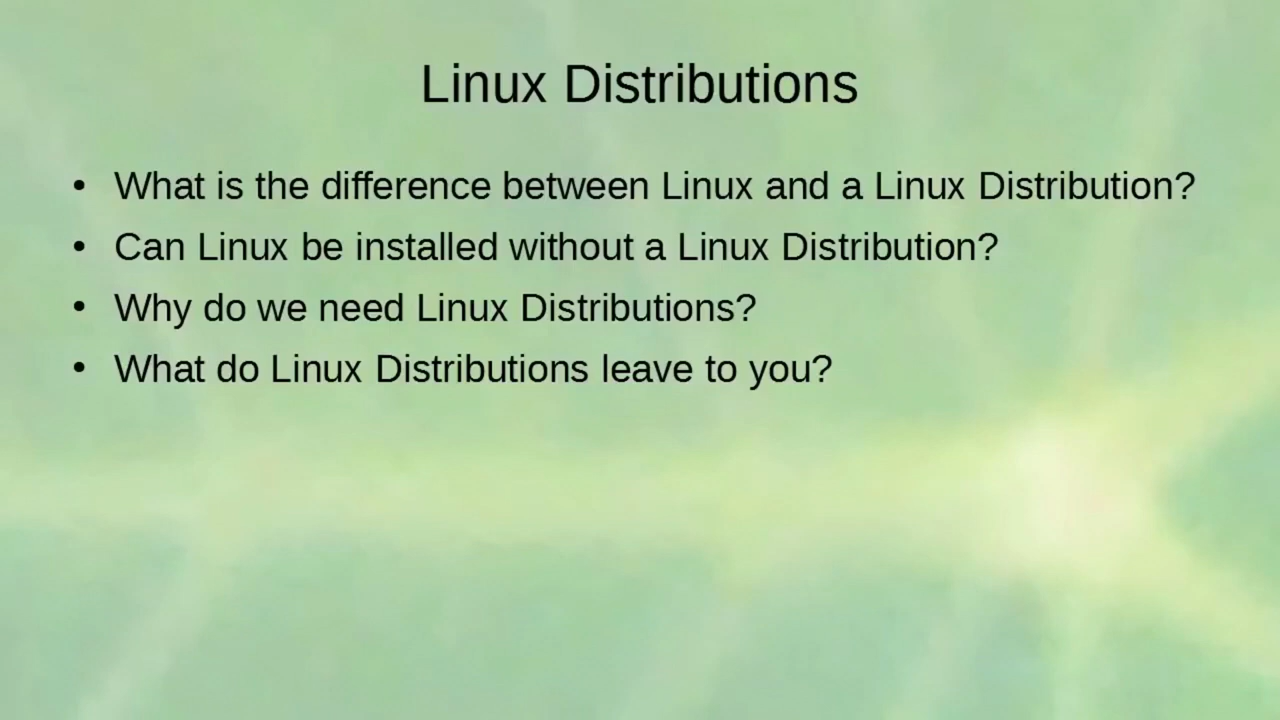 Linux Distributions
• What is the difference between Linux and a Linux Distribution?
• Can Linux be installed without a Linux Distribution?
• Why do we need Linux Distributions?
• What do Linux Distributions leave to you?